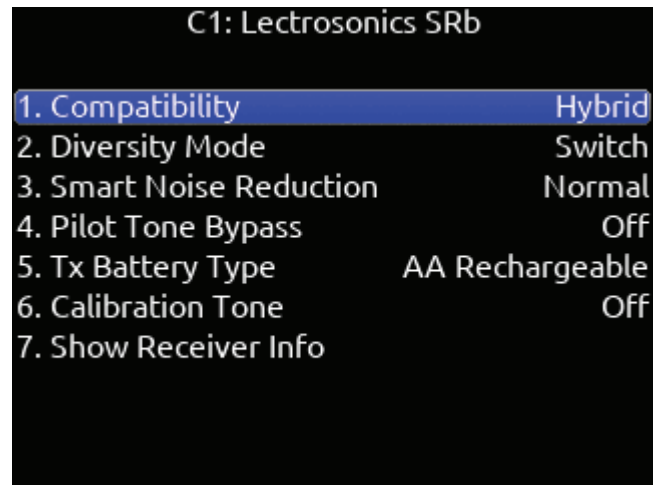 C1: Lectrosonics SRb
1. Compatibility Hybrid
2. Diversity Mode Switch
3. Smart Noise Reduction Normal
4. Pilot Tone Bypass Off
5. Tx Battery Type AA Rechargeable
6. Calibration Tone Off
7. Show Receiver Info